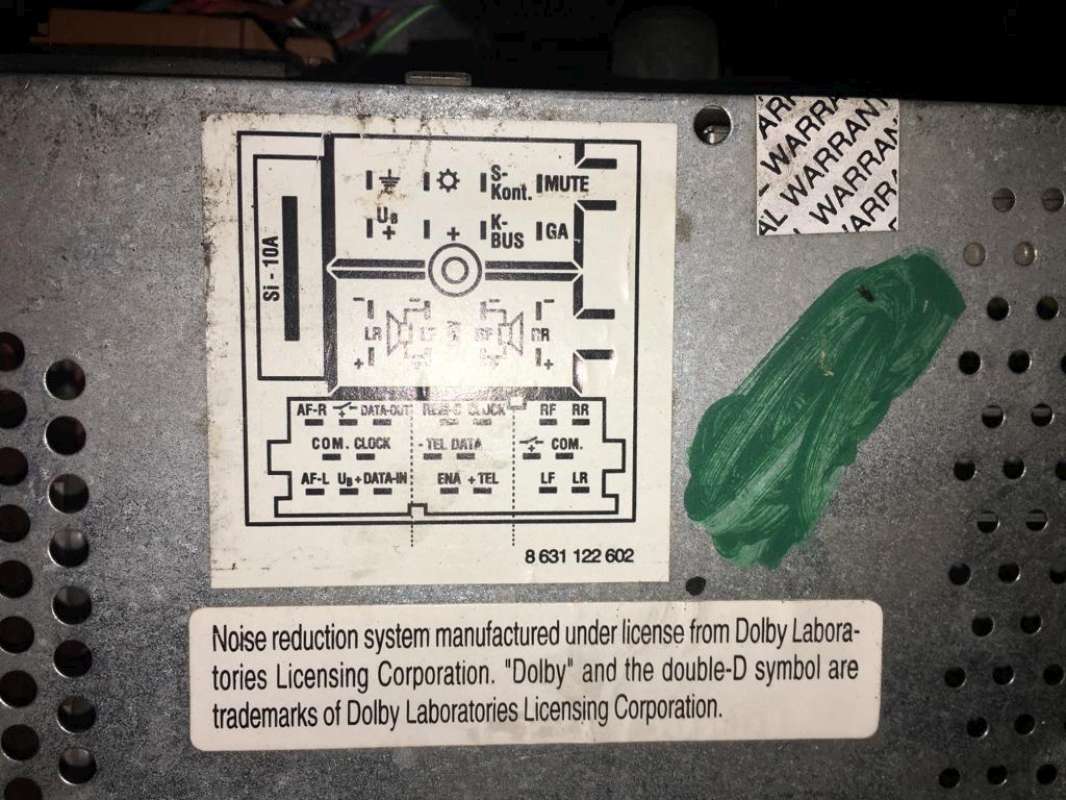 Si - 10A
S-
Kont.
MUTE
UB
+
+
K-
BUS
GA
- - - -
LR RF RR
+ +
AF-R DATA-OUT CLOCK RF RR
COM. CLOCK - TEL DATA COM.
AF-L UB + DATA-IN ENA + TEL LF LR
8 631 122 602
Noise reduction system manufactured under license from Dolby Labora-
tories Licensing Corporation. "Dolby" and the double-D symbol are
trademarks of Dolby Laboratories Licensing Corporation.
WARRANT
AL WARRANT
WARRAN